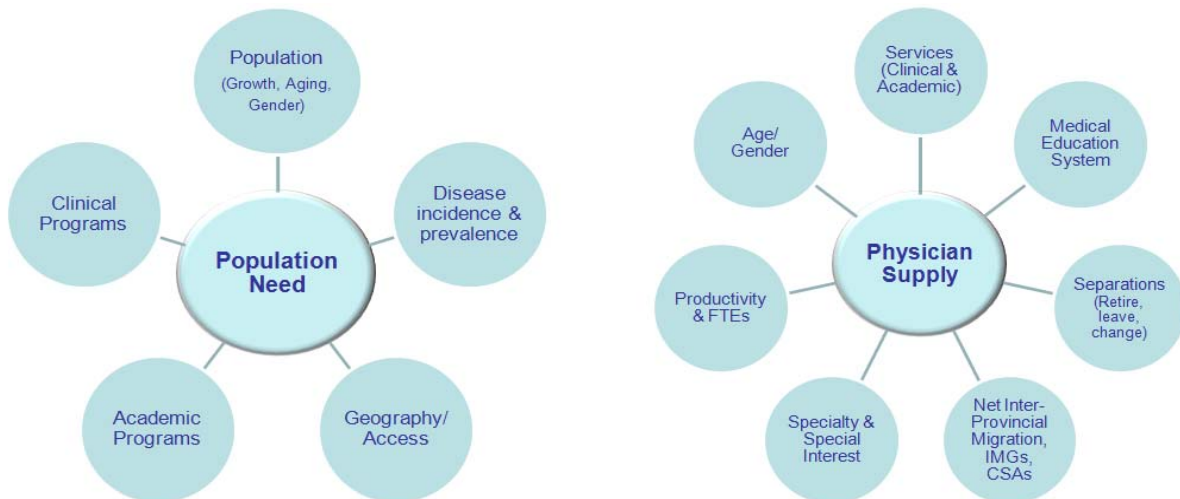 Population
(Growth, Aging,
Gender)
Clinical
Programs
Disease
incidence &
prevalence
Population
Need
Academic
Programs
Geography/
Access
Services
(Clinical &
Academic)
Age/
Gender
Medical
Education
System
Physician
Supply
Productivity
& FTEs
Separations
(Retire,
leave,
change)
Specialty &
Special
Interest
Net Inter-
Provincial
Migration,
IMGs,
CSAs